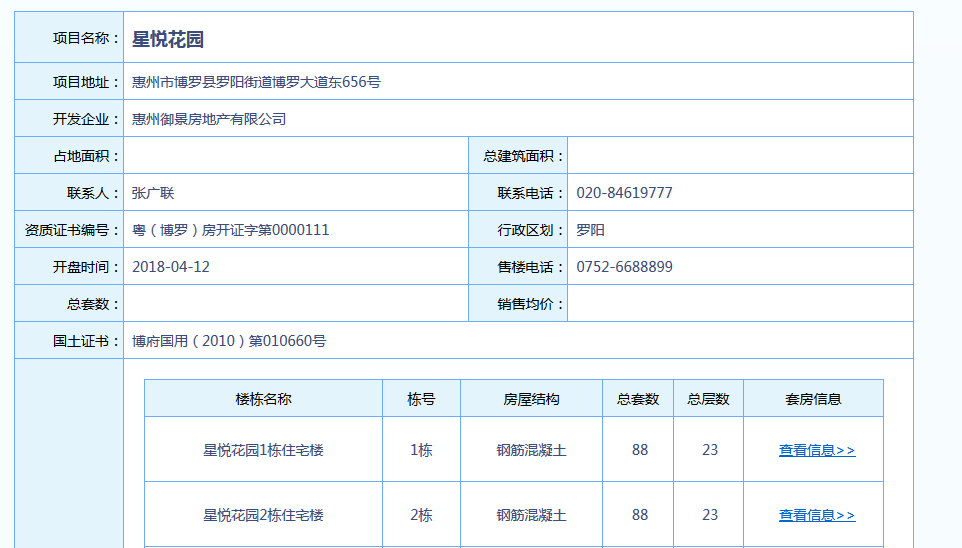 项目名称： 星悦花园
项目地址： 惠州市博罗县罗阳街道博罗大道东656号
开发企业： 惠州御景房地产有限公司
占地面积： 总建筑面积：
联系人： 张广联 联系电话： 020-84619777
资质证书编号： 粤（博罗）房开证字第0000111 行政区划： 罗阳
开盘时间： 2018-04-12 售楼电话： 0752-6688899
总套数： 销售均价：
国土证书： 博府国用（2010）第010660号
楼栋名称 栋号 房屋结构 总套数 总层数 套房信息
星悦花园1栋住宅楼 1栋 钢筋混凝土 88 23 查看信息>>
星悦花园2栋住宅楼 2栋 钢筋混凝土 88 23 查看信息>>